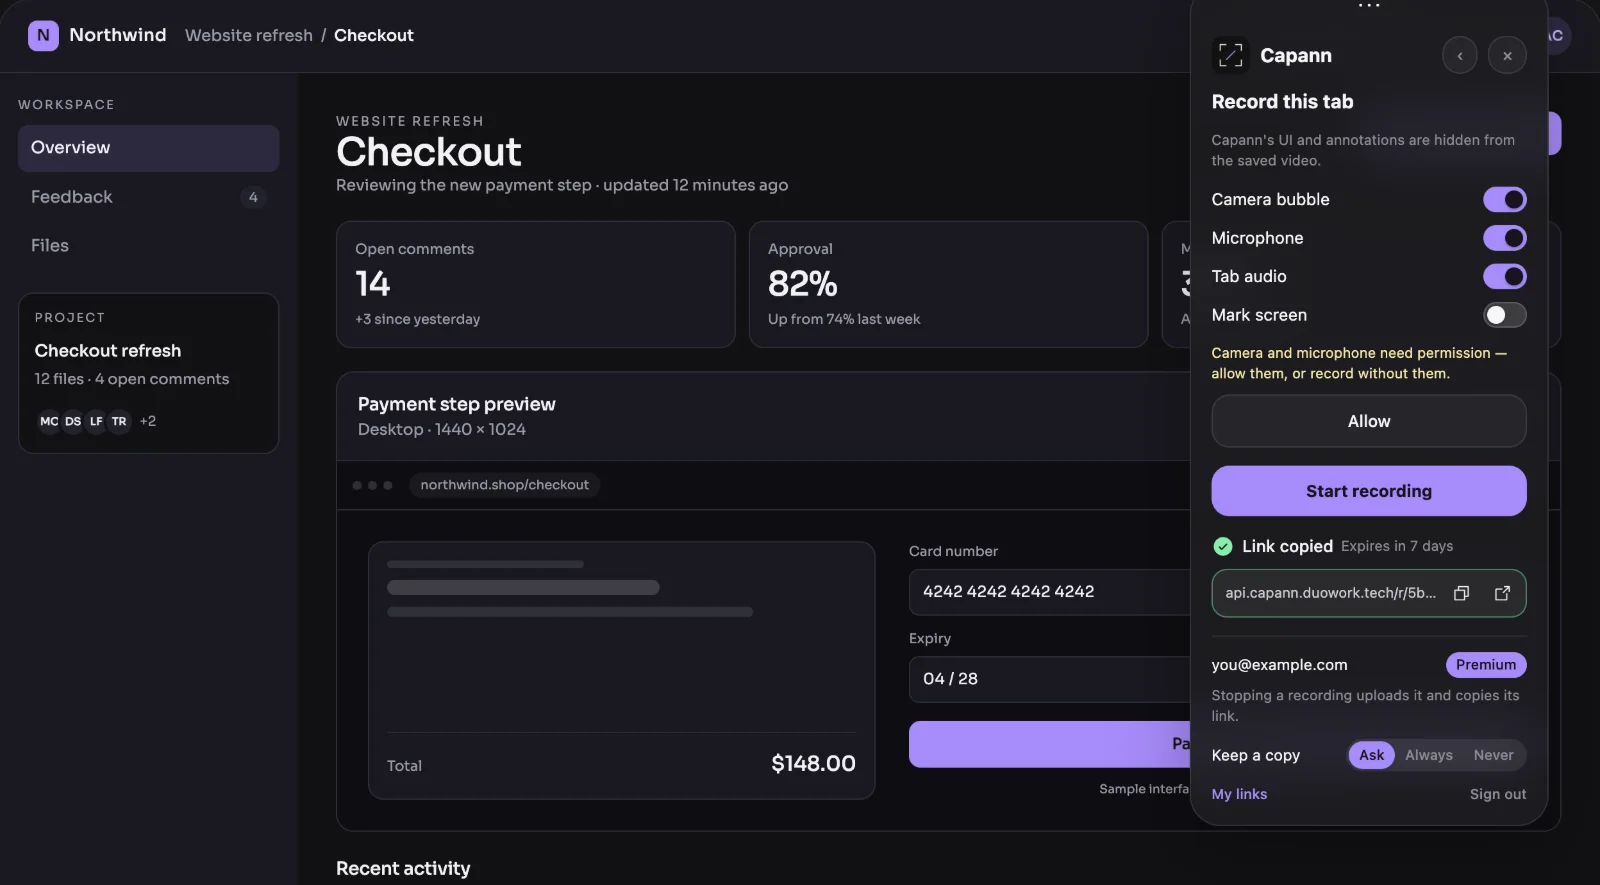 N Northwind Website refresh / Checkout
WORKSPACE
Overview
Feedback 4
Files
PROJECT
Checkout refresh
12 files · 4 open comments
MC DS LF TR +2
WEBSITE REFRESH
Checkout
Reviewing the new payment step · updated 12 minutes ago
Open comments
14
+3 since yesterday
Approval
82%
Up from 74% last week
Payment step preview
Desktop · 1440 × 1024
northwind.shop/checkout
Total $148.00
Card number
4242 4242 4242 4242
Expiry
04 / 28
Recent activity
Capann
Record this tab
Capann's UI and annotations are hidden from
the saved video.
Camera bubble
Microphone
Tab audio
Mark screen
Camera and microphone need permission —
allow them, or record without them.
Allow
Start recording
Link copied Expires in 7 days
api.capann.duowork.tech/r/5b...
you@example.com Premium
Stopping a recording uploads it and copies its
link.
Keep a copy Ask Always Never
My links Sign out